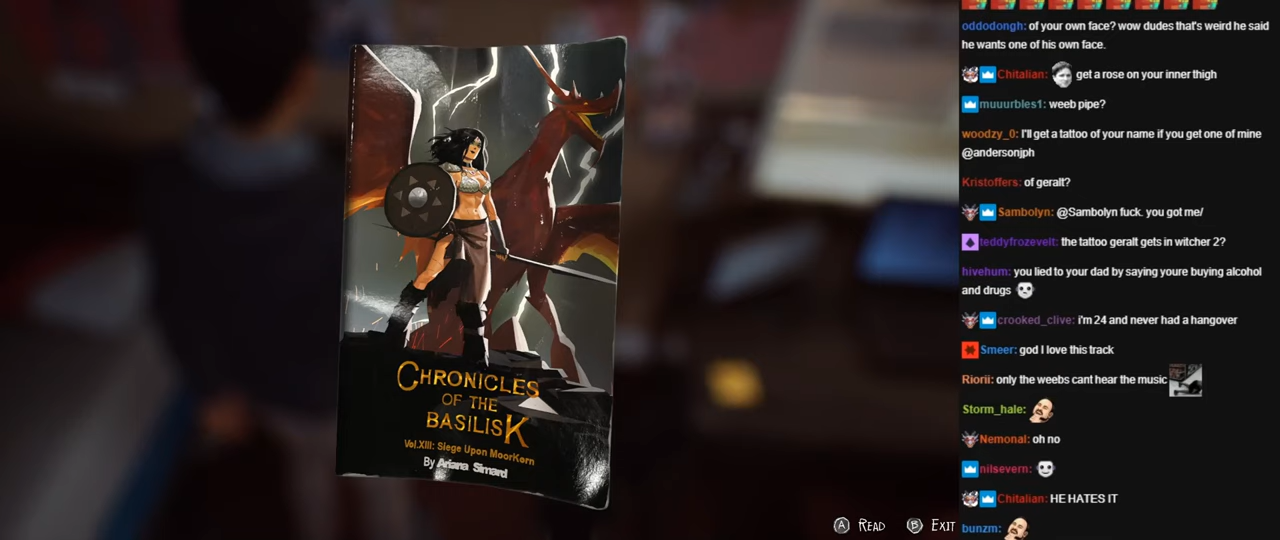 CHRONICLES
OF THE
BASILISK
Vol.XIII: Siege Upon MoorKern
By Ariana Simard
A READ
B EXIT
oddodongh: of your own face? wow dudes that's weird he said
he wants one of his own face.
Chitalian: get a rose on your inner thigh
muuurbles1: weeb pipe?
woodzy_0: I'll get a tattoo of your name if you get one of mine
@andersonjph
Kristoffers: of geralt?
Sambolyn: @Sambolyn fuck. you got me/
teddyfrozevelt: the tattoo geralt gets in witcher 2?
hivehum: you lied to your dad by saying youre buying alcohol
and drugs
crooked_clive: i'm 24 and never had a hangover
Smeer: god I love this track
Riorii: only the weebs cant hear the music
Storm_hale:
Nemonal: oh no
nilsevern:
Chitalian: HE HATES IT
bunzm: